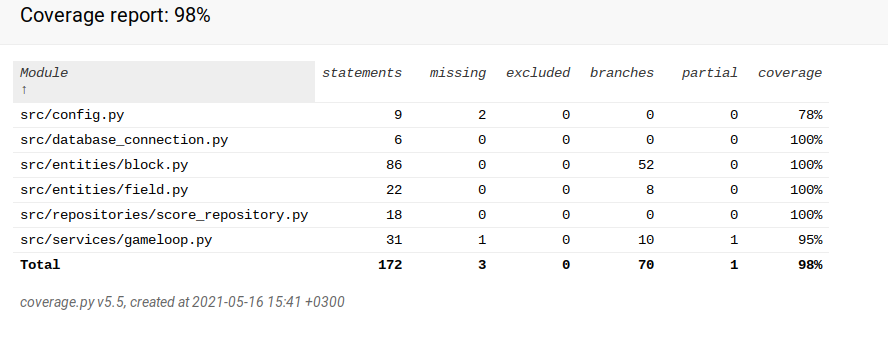 Coverage report: 98%
Module statements missing excluded branches partial coverage
↑
src/config.py 9 2 0 0 0 78%
src/database_connection.py 6 0 0 0 0 100%
src/entities/block.py 86 0 0 52 0 100%
src/entities/field.py 22 0 0 8 0 100%
src/repositories/score_repository.py 18 0 0 0 0 100%
src/services/gameloop.py 31 1 0 10 1 95%
Total 172 3 0 70 1 98%
coverage.py v5.5, created at 2021-05-16 15:41 +0300